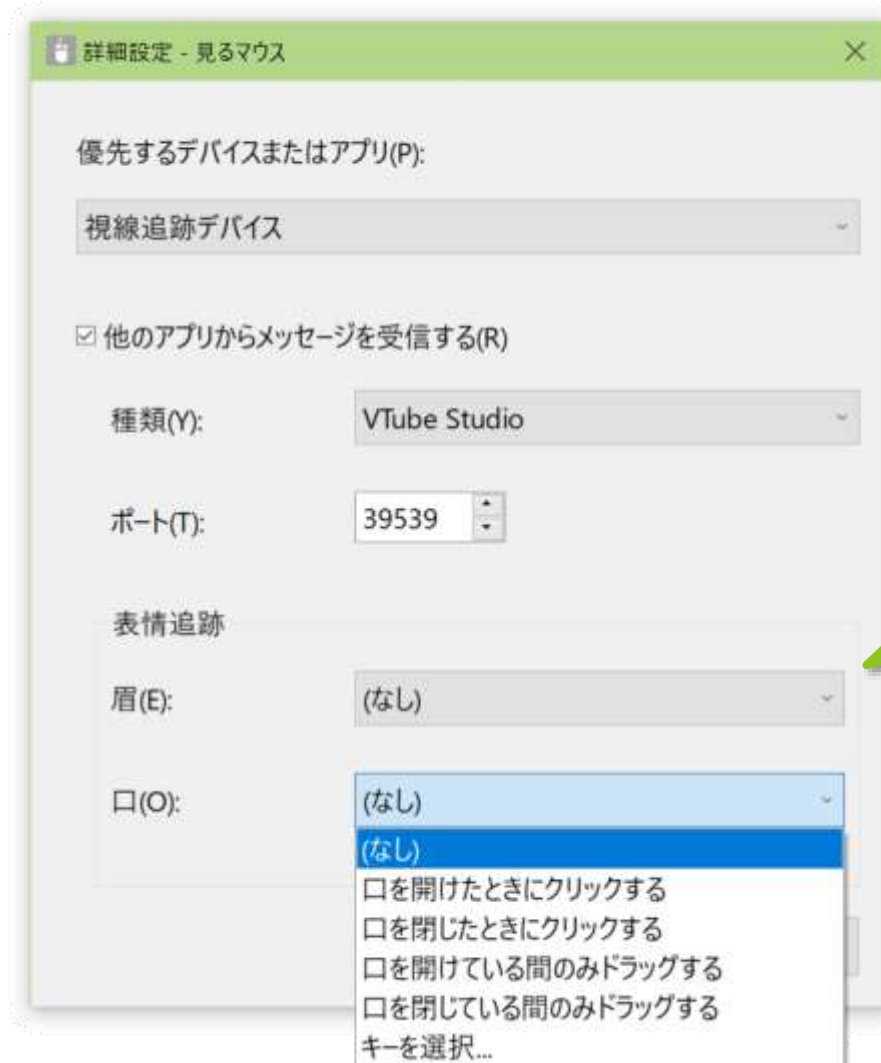 詳細設定 - 見るマウス
優先するデバイスまたはアプリ(P):
視線追跡デバイス
他のアプリからメッセージを受信する(R)
種類(Y): VTube Studio
ポート(T): 39539
表情追跡
眉(E): (なし)
口(O): (なし)
(なし)
口を開けたときにクリックする
口を閉じたときにクリックする
口を開けている間のみドラッグする
口を閉じている間のみドラッグする
キーを選択...